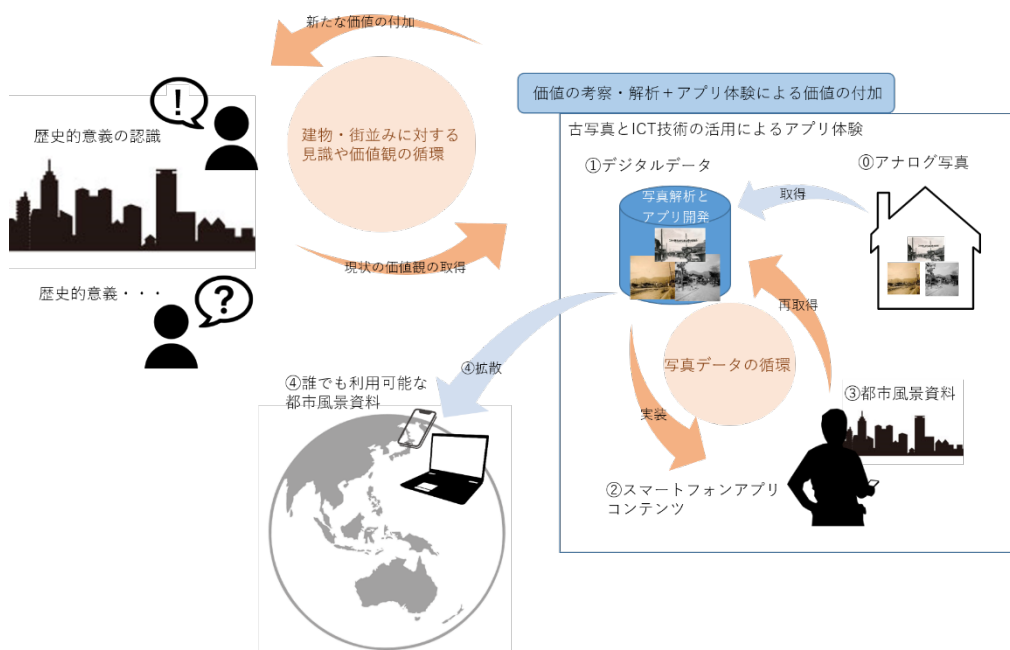 新たな価値の付加
!
歴史的意義の認識
建物・街並みに対する
見識や価値観の循環
現状の価値観の取得
歴史的意義・・・
?
価値の考察・解析＋アプリ体験による価値の付加
古写真とICT技術の活用によるアプリ体験
①デジタルデータ
⓪アナログ写真
写真解析と
アプリ開発
取得
再取得
写真データの循環
実装
③都市風景資料
②スマートフォンアプリ
コンテンツ
④拡散
④誰でも利用可能な
都市風景資料